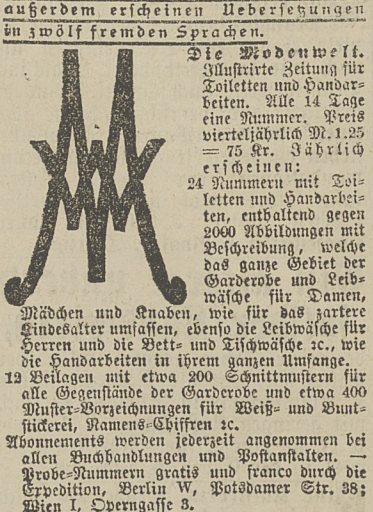 außerdem erscheinen Uebersetzungen
in zwölf fremden Sprachen.
Die Modenwelt.
Illustrirte Zeitung für
Toiletten und Handar-
beiten. Alle 14 Tage
eine Nummer. Preis
vierteljährlich M. 1.25
= 75 Kr. Jährlich
erscheinen:
24 Nummern mit Toi-
letten und Handarbei-
ten, enthaltend gegen
2000 Abbildungen mit
Beschreibung, welche
das ganze Gebiet der
Garderobe und Leib-
wäsche für Damen,
Mädchen und Knaben, wie für das zartere
Kindesalter umfassen, ebenso die Leibwäsche für
Herren und die Bett- und Tischwäsche ꝛc., wie
die Handarbeiten in ihrem ganzen Umfange.
12 Beilagen mit etwa 200 Schnittmustern für
alle Gegenstände der Garderobe und etwa 400
Muster-Vorzeichnungen für Weiß- und Bunt-
stickerei, Namens-Chiffren ꝛc.
Abonnements werden jederzeit angenommen bei
allen Buchhandlungen und Postanstalten. —
Probe-Nummern gratis und franco durch die
Expedition, Berlin W, Potsdamer Str. 38;
Wien I, Operngasse 3.